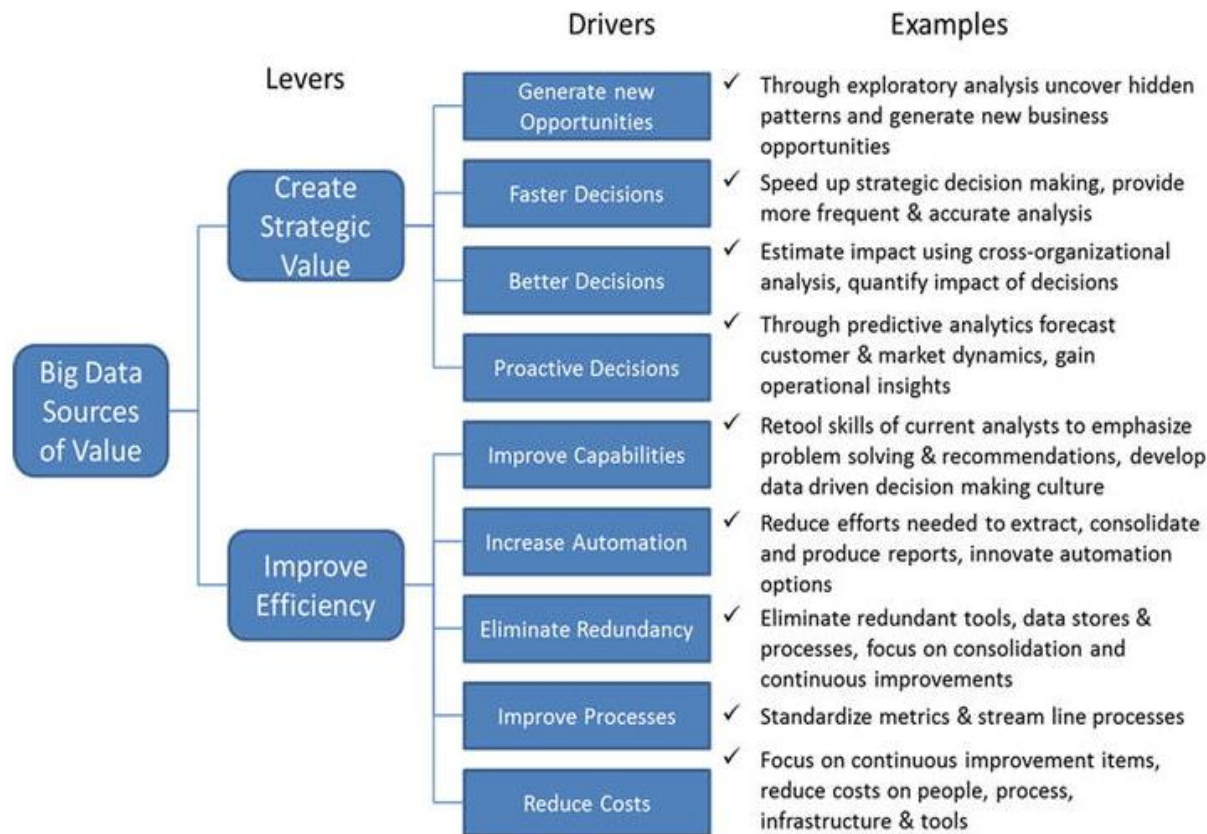 Drivers
Examples
Levers
Big Data
Sources
of Value
Create
Strategic
Value
Generate new
Opportunities
✓ Through exploratory analysis uncover hidden
patterns and generate new business
opportunities
Faster Decisions
✓ Speed up strategic decision making, provide
more frequent & accurate analysis
Better Decisions
✓ Estimate impact using cross-organizational
analysis, quantify impact of decisions
Proactive Decisions
✓ Through predictive analytics forecast
customer & market dynamics, gain
operational insights
Improve
Efficiency
Improve Capabilities
✓ Retool skills of current analysts to emphasize
problem solving & recommendations, develop
data driven decision making culture
Increase Automation
✓ Reduce efforts needed to extract, consolidate
and produce reports, innovate automation
options
Eliminate Redundancy
✓ Eliminate redundant tools, data stores &
processes, focus on consolidation and
continuous improvements
Improve Processes
✓ Standardize metrics & stream line processes
Reduce Costs
✓ Focus on continuous improvement items,
reduce costs on people, process,
infrastructure & tools